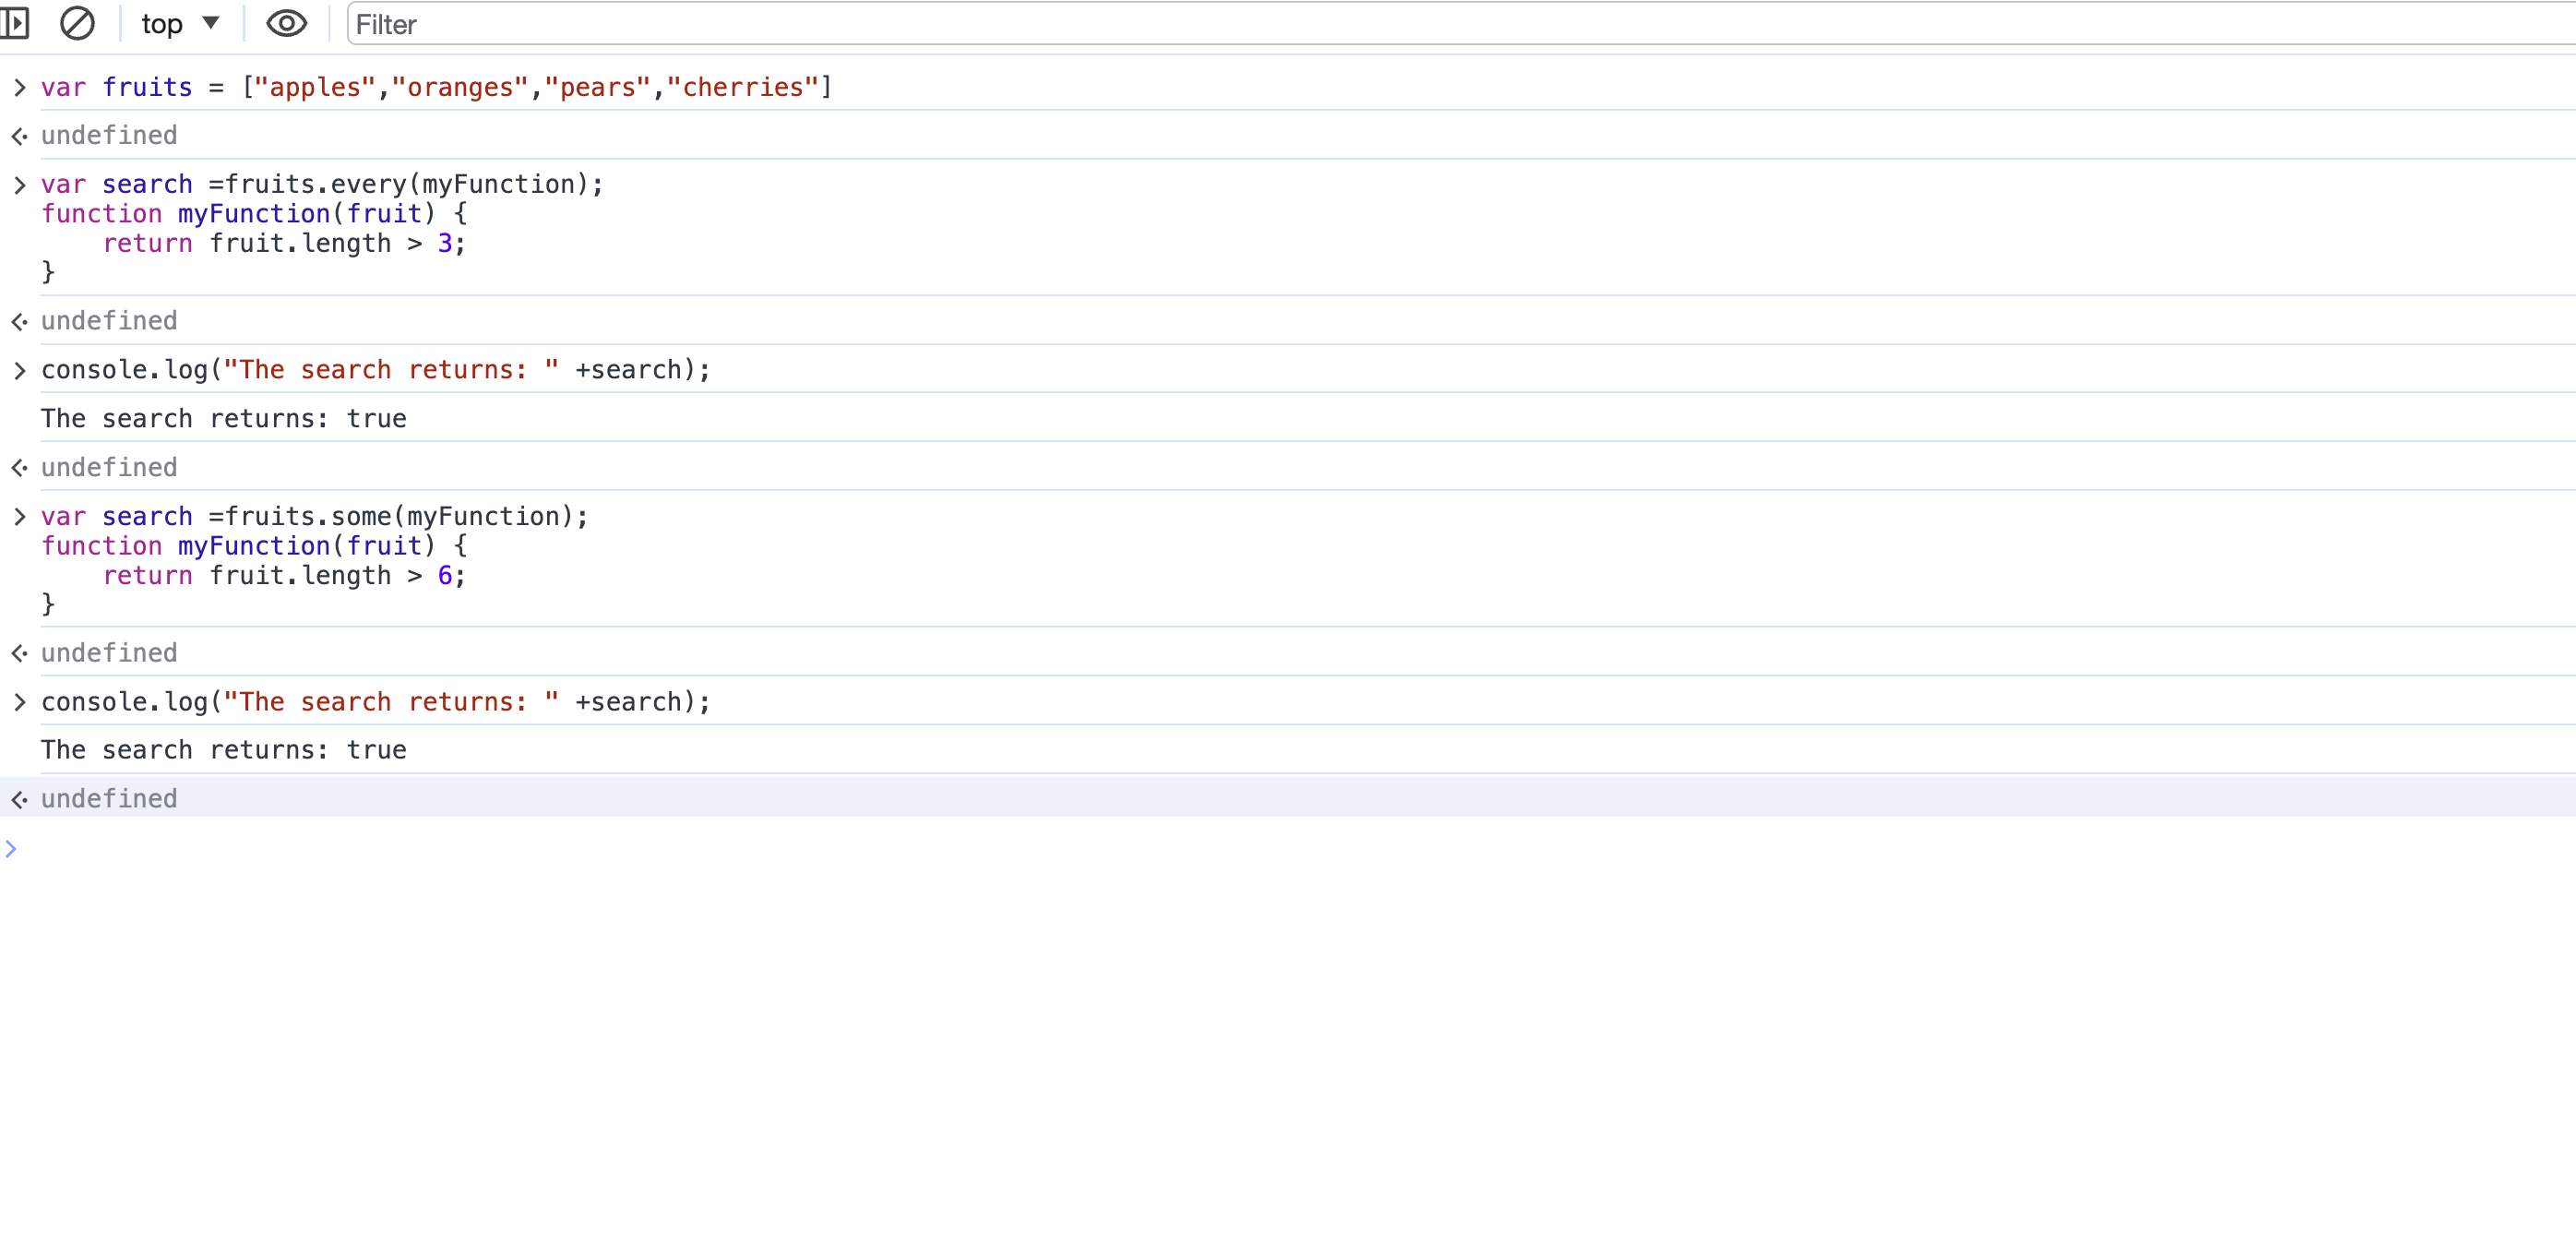 top ▼ Filter
> var fruits = ["apples","oranges","pears","cherries"]
undefined
> var search =fruits.every(myFunction);
function myFunction(fruit) {
    return fruit.length > 3;
}
undefined
> console.log("The search returns: " +search);
The search returns: true
undefined
> var search =fruits.some(myFunction);
function myFunction(fruit) {
    return fruit.length > 6;
}
undefined
> console.log("The search returns: " +search);
The search returns: true
undefined
>